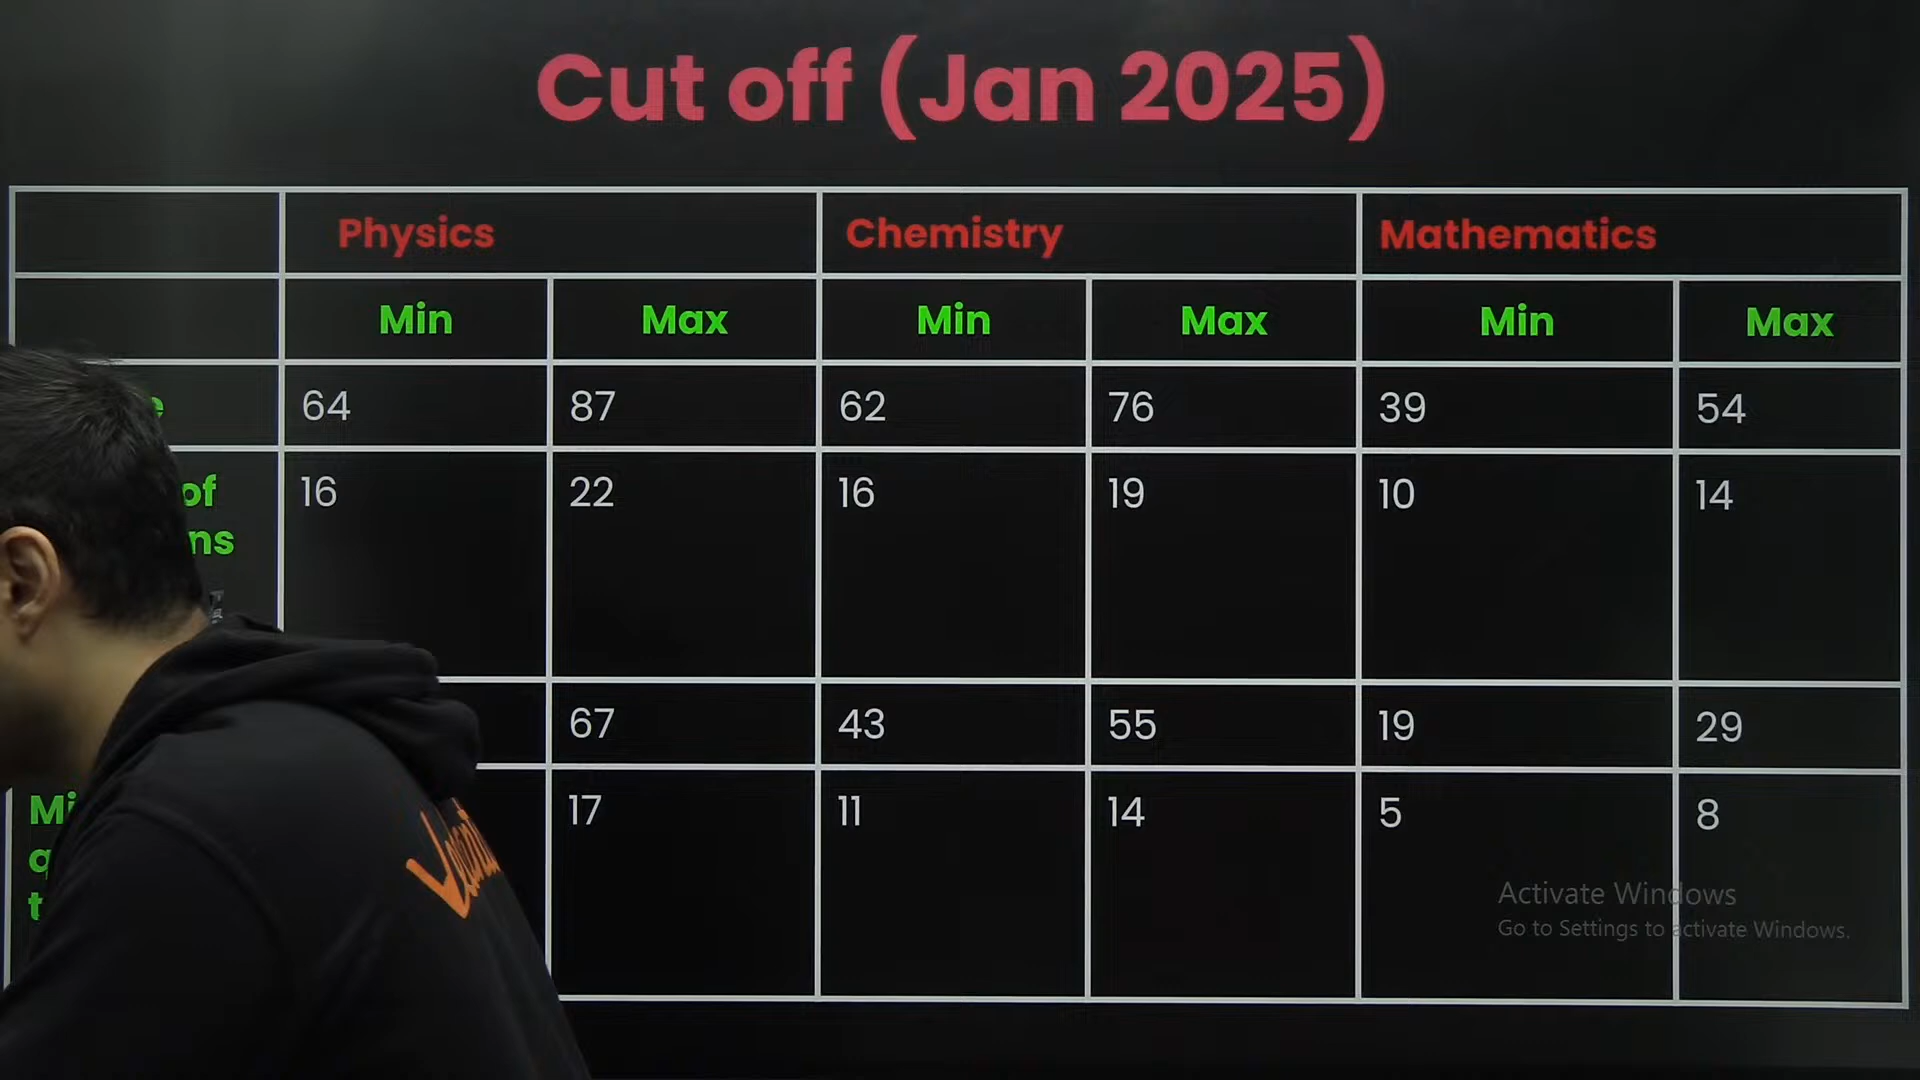 Cut off (Jan 2025)
Physics Chemistry Mathematics
Min Max Min Max Min Max
64 87 62 76 39 54
of 16 22 16 19 10 14
67 43 55 19 29
17 11 14 5 8
Activate Windows
Go to Settings to activate Windows.